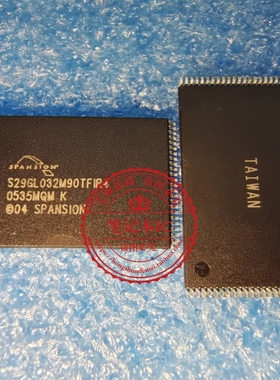 SPANSION
S29GL032M90TFIR4
0535MQM K
©04 SPANSION
TAIWAN